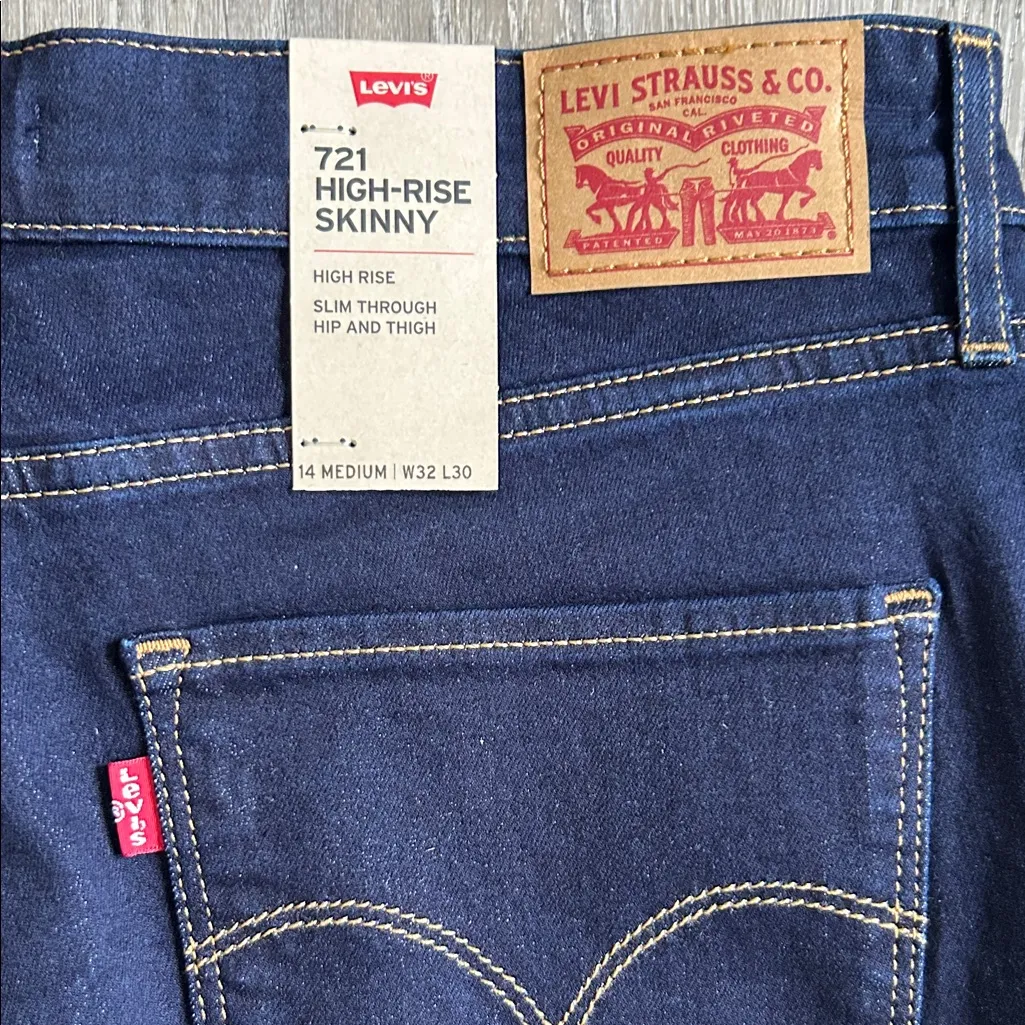 Levi's®
721
HIGH-RISE
SKINNY
HIGH RISE
SLIM THROUGH
HIP AND THIGH
14 MEDIUM | W32 L30
LEVI STRAUSS & CO.
SAN FRANCISCO
CAL.
ORIGINAL RIVETED
QUALITY CLOTHING
PATENTED MAY 20 1873 ®
Levi's®